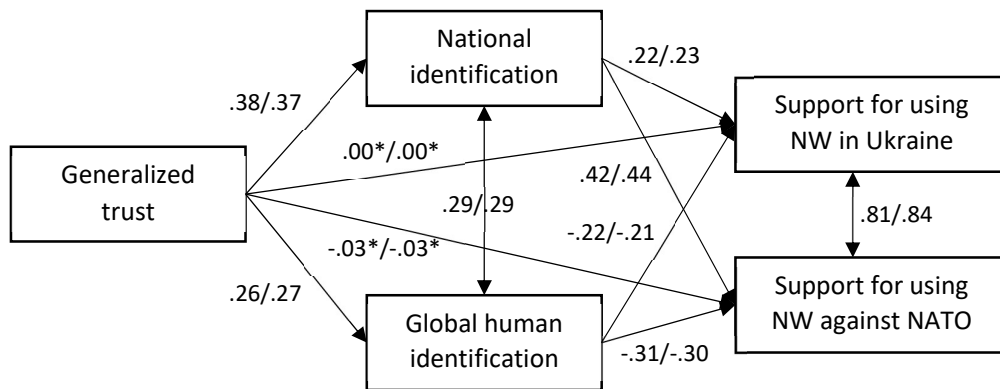 National
identification
.22/.23
Support for using
NW in Ukraine
.38/.37
.00*/.00*
Generalized
trust
.42/.44
.29/.29
.81/.84
-.22/-.21
-.03*/-.03*
.26/.27
Support for using
NW against NATO
Global human
identification
-.31/-.30